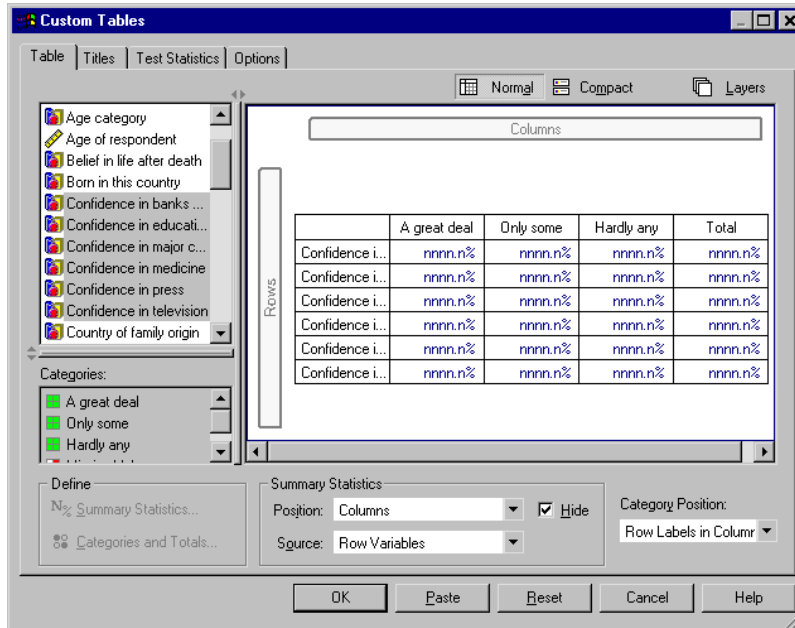 Custom Tables
Table Titles Test Statistics Options
Normal Compact Layers
Age category
Age of respondent
Belief in life after death
Born in this country
Confidence in banks ...
Confidence in educati...
Confidence in major c...
Confidence in medicine
Confidence in press
Confidence in television
Country of family origin
Categories:
A great deal
Only some
Hardly any
Columns
Rows
A great deal Only some Hardly any Total
Confidence i... nnnn.n% nnnn.n% nnnn.n% nnnn.n%
Confidence i... nnnn.n% nnnn.n% nnnn.n% nnnn.n%
Confidence i... nnnn.n% nnnn.n% nnnn.n% nnnn.n%
Confidence i... nnnn.n% nnnn.n% nnnn.n% nnnn.n%
Confidence i... nnnn.n% nnnn.n% nnnn.n% nnnn.n%
Confidence i... nnnn.n% nnnn.n% nnnn.n% nnnn.n%
Define
N% Summary Statistics...
Categories and Totals...
Summary Statistics
Position: Columns Hide
Source: Row Variables
Category Position:
Row Labels in Columr
OK Paste Reset Cancel Help